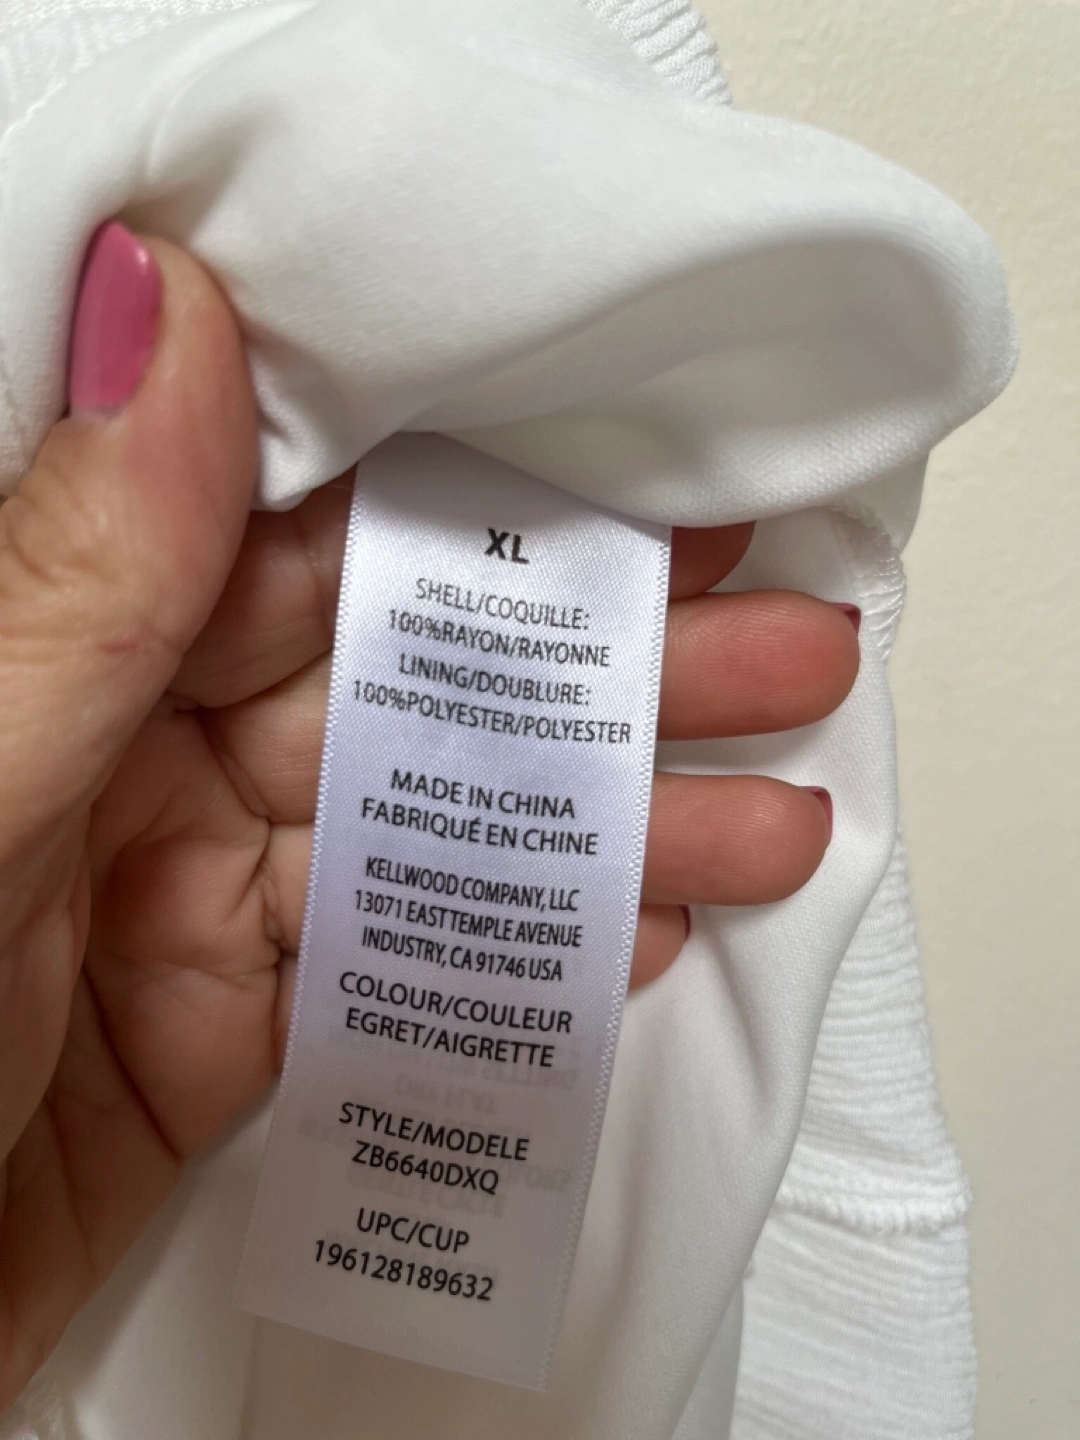 XL
SHELL/COQUILLE:
100%RAYON/RAYONNE
LINING/DOUBLURE:
100%POLYESTER/POLYESTER
MADE IN CHINA
FABRIQUÉ EN CHINE
KELLWOOD COMPANY, LLC
13071 EAST TEMPLE AVENUE
INDUSTRY, CA 91746 USA
COLOUR/COULEUR
EGRET/AIGRETTE
STYLE/MODELE
ZB6640DXQ
UPC/CUP
196128189632